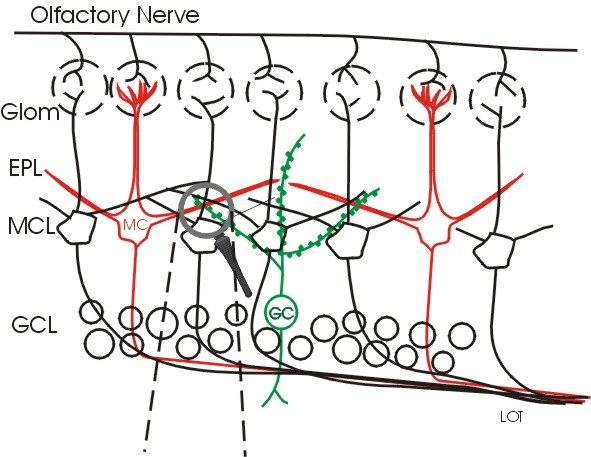 Olfactory Nerve
Glom
EPL
MCL
MC
GCL
GC
LOT